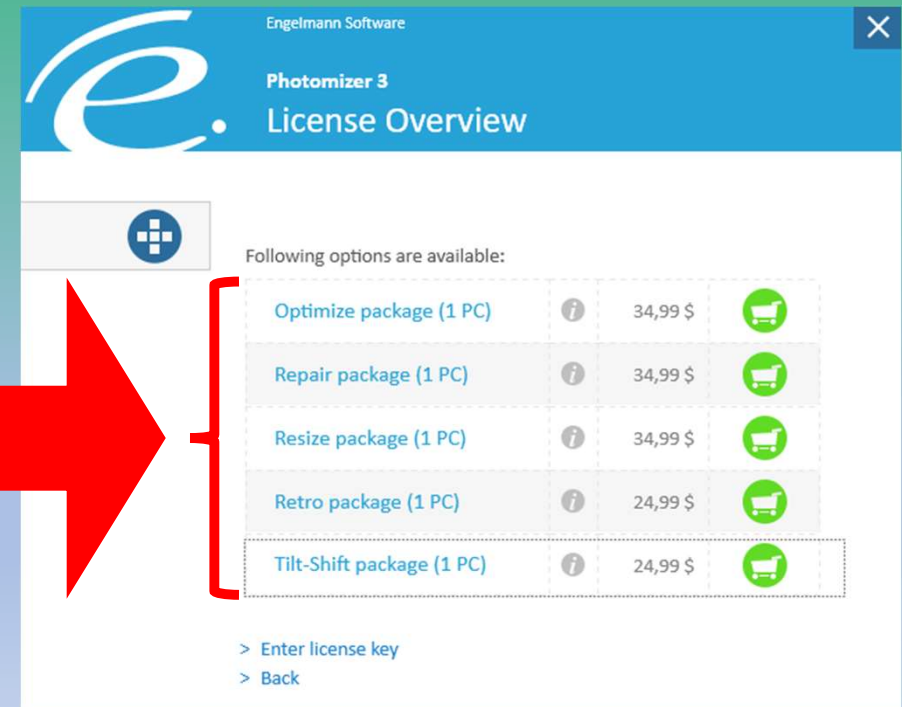 Engelmann Software
Photomizer 3
License Overview
Following options are available:
Optimize package (1 PC) i 34,99 $
Repair package (1 PC) i 34,99 $
Resize package (1 PC) i 34,99 $
Retro package (1 PC) i 24,99 $
Tilt-Shift package (1 PC) i 24,99 $
> Enter license key
> Back